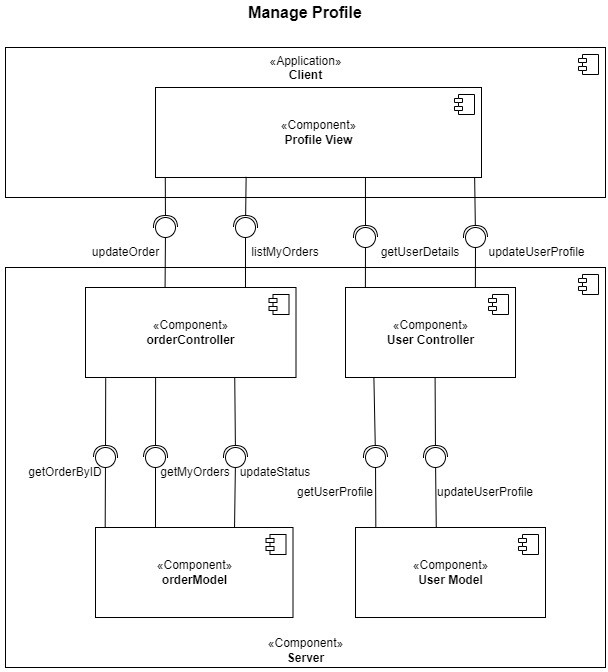 Manage Profile
«Application»
Client
«Component»
Profile View
updateOrder
listMyOrders
getUserDetails
updateUserProfile
«Component»
orderController
«Component»
User Controller
getOrderByID
getMyOrders
updateStatus
getUserProfile
updateUserProfile
«Component»
orderModel
«Component»
User Model
«Component»
Server